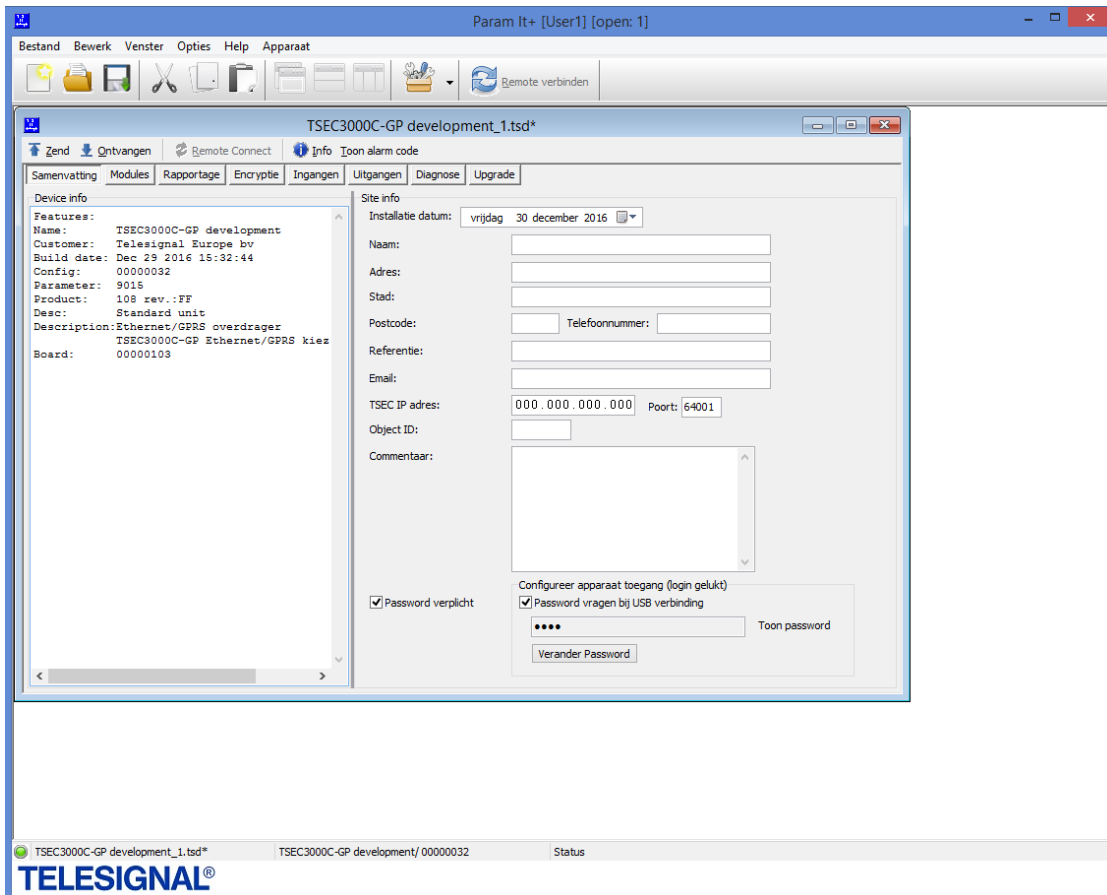 Param It+ [User1] [open: 1]
Bestand Bewerk Venster Opties Help Apparaat
Remote verbinden
TSEC3000C-GP development_1.tsd*
Zend Ontvangen Remote Connect Info Toon alarm code
Samenvatting Modules Rapportage Encryptie Ingangen Uitgangen Diagnose Upgrade
Device info
Features:
Name: TSEC3000C-GP development
Customer: Telesignal Europe bv
Build date: Dec 29 2016 15:32:44
Config: 00000032
Parameter: 9015
Product: 108 rev.:FF
Desc: Standard unit
Description:Ethernet/GPRS overdrager
TSEC3000C-GP Ethernet/GPRS kiez
Board: 00000103
Site info
Installatie datum: vrijdag 30 december 2016
Naam:
Adres:
Stad:
Postcode: Telefoonnummer:
Referentie:
Email:
TSEC IP adres: 000.000.000.000 Poort: 64001
Object ID:
Commentaar:
Configureer apparaat toegang (login gelukt)
Password verplicht Password vragen bij USB verbinding
•••• Toon password
Verander Password
TSEC3000C-GP development_1.tsd* TSEC3000C-GP development/ 00000032 Status
TELESIGNAL®